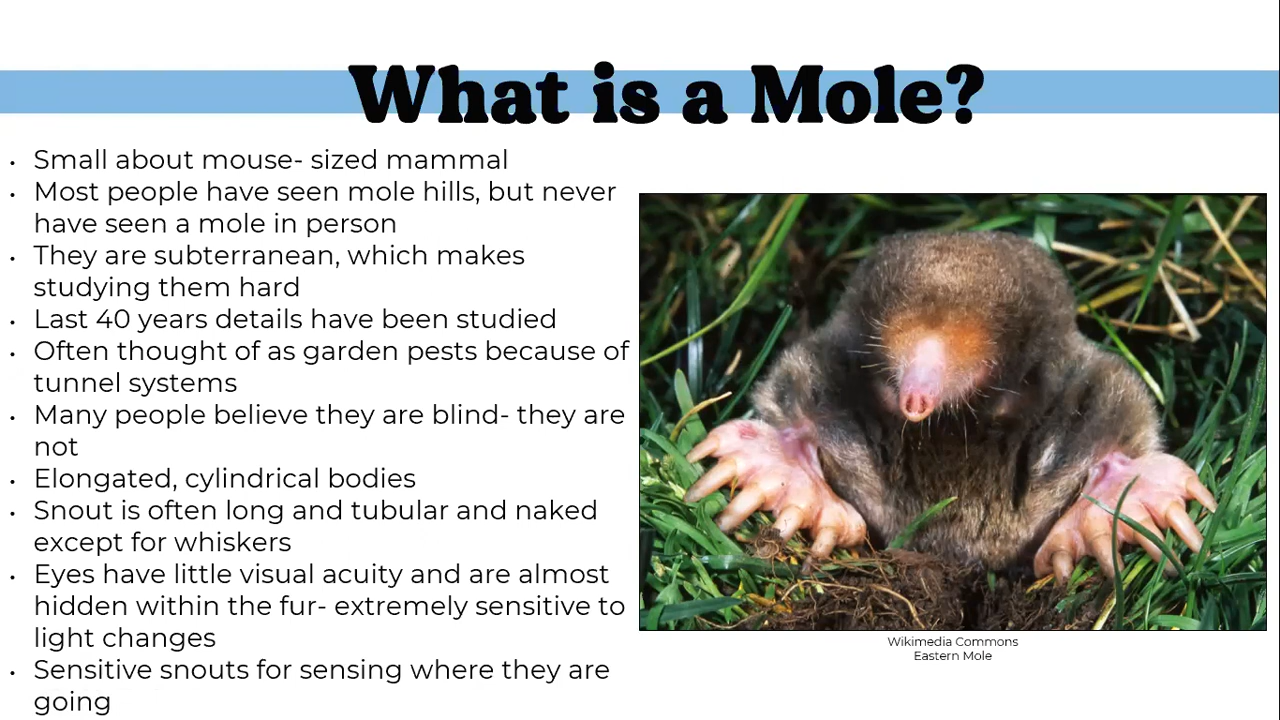 What is a Mole?
• Small about mouse- sized mammal
• Most people have seen mole hills, but never
have seen a mole in person
• They are subterranean, which makes
studying them hard
• Last 40 years details have been studied
• Often thought of as garden pests because of
tunnel systems
• Many people believe they are blind- they are
not
• Elongated, cylindrical bodies
• Snout is often long and tubular and naked
except for whiskers
• Eyes have little visual acuity and are almost
hidden within the fur- extremely sensitive to
light changes
• Sensitive snouts for sensing where they are
going
Wikimedia Commons
Eastern Mole